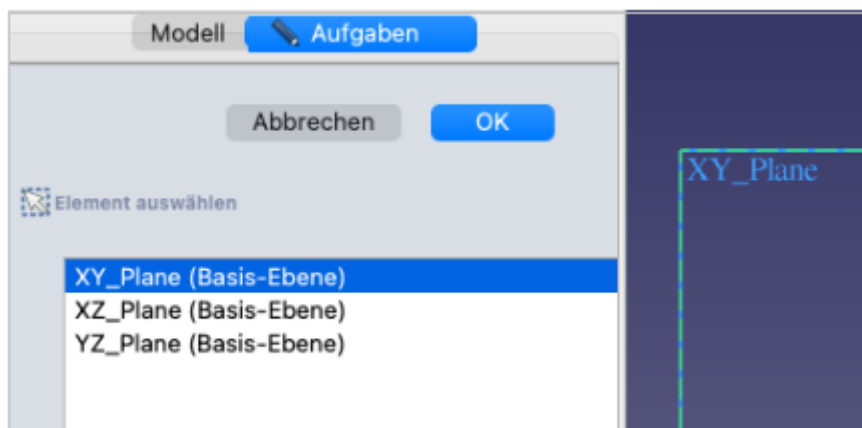 Modell Aufgaben
Abbrechen OK
XY_Plane
Element auswählen
XY_Plane (Basis-Ebene)
XZ_Plane (Basis-Ebene)
YZ_Plane (Basis-Ebene)